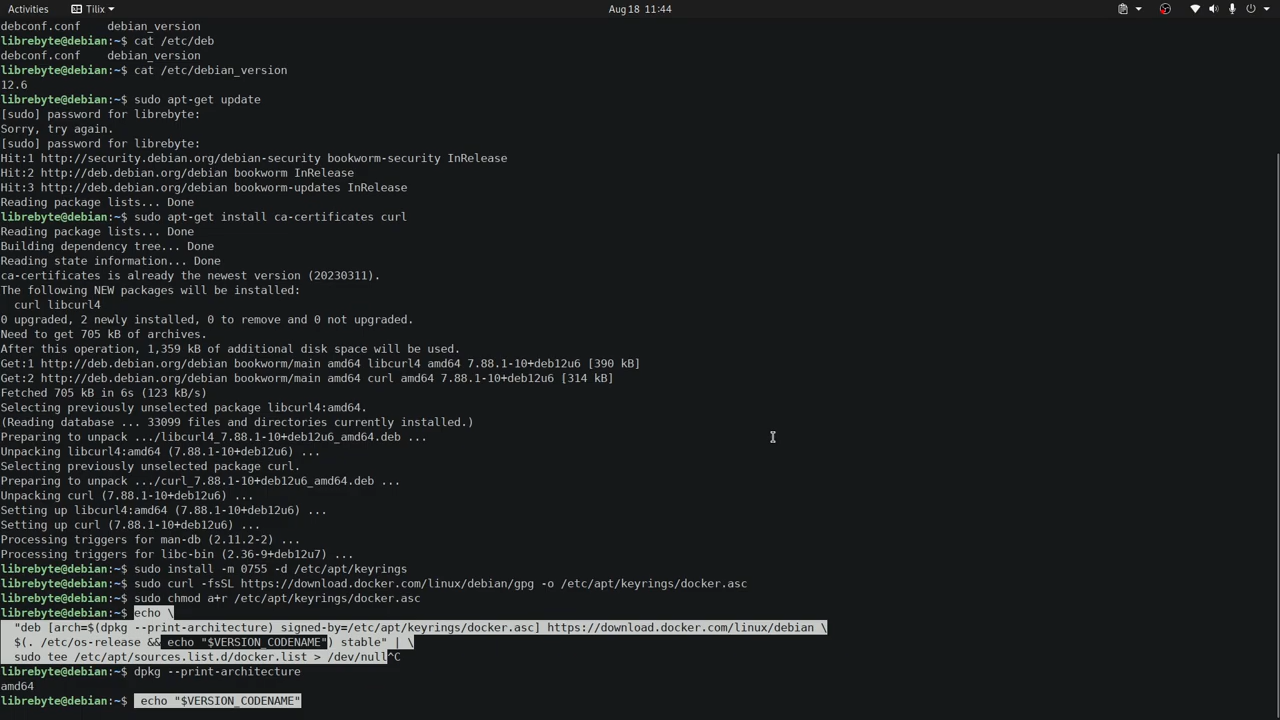 Activities Tilix Aug 18 11:44
debconf.conf    debian_version
librebyte@debian:~$ cat /etc/deb
debconf.conf    debian_version
librebyte@debian:~$ cat /etc/debian_version
12.6
librebyte@debian:~$ sudo apt-get update
[sudo] password for librebyte:
Sorry, try again.
[sudo] password for librebyte:
Hit:1 http://security.debian.org/debian-security bookworm-security InRelease
Hit:2 http://deb.debian.org/debian bookworm InRelease
Hit:3 http://deb.debian.org/debian bookworm-updates InRelease
Reading package lists... Done
librebyte@debian:~$ sudo apt-get install ca-certificates curl
Reading package lists... Done
Building dependency tree... Done
Reading state information... Done
ca-certificates is already the newest version (20230311).
The following NEW packages will be installed:
  curl libcurl4
0 upgraded, 2 newly installed, 0 to remove and 0 not upgraded.
Need to get 705 kB of archives.
After this operation, 1,359 kB of additional disk space will be used.
Get:1 http://deb.debian.org/debian bookworm/main amd64 libcurl4 amd64 7.88.1-10+deb12u6 [390 kB]
Get:2 http://deb.debian.org/debian bookworm/main amd64 curl amd64 7.88.1-10+deb12u6 [314 kB]
Fetched 705 kB in 6s (123 kB/s)
Selecting previously unselected package libcurl4:amd64.
(Reading database ... 33099 files and directories currently installed.)
Preparing to unpack .../libcurl4_7.88.1-10+deb12u6_amd64.deb ...
Unpacking libcurl4:amd64 (7.88.1-10+deb12u6) ...
Selecting previously unselected package curl.
Preparing to unpack .../curl_7.88.1-10+deb12u6_amd64.deb ...
Unpacking curl (7.88.1-10+deb12u6) ...
Setting up libcurl4:amd64 (7.88.1-10+deb12u6) ...
Setting up curl (7.88.1-10+deb12u6) ...
Processing triggers for man-db (2.11.2-2) ...
Processing triggers for libc-bin (2.36-9+deb12u7) ...
librebyte@debian:~$ sudo install -m 0755 -d /etc/apt/keyrings
librebyte@debian:~$ sudo curl -fsSL https://download.docker.com/linux/debian/gpg -o /etc/apt/keyrings/docker.asc
librebyte@debian:~$ sudo chmod a+r /etc/apt/keyrings/docker.asc
librebyte@debian:~$ echo \
  "deb [arch=$(dpkg --print-architecture) signed-by=/etc/apt/keyrings/docker.asc] https://download.docker.com/linux/debian \
  $(. /etc/os-release && echo "$VERSION_CODENAME") stable" | \
  sudo tee /etc/apt/sources.list.d/docker.list > /dev/null^C
librebyte@debian:~$ dpkg --print-architecture
amd64
librebyte@debian:~$  echo "$VERSION_CODENAME"